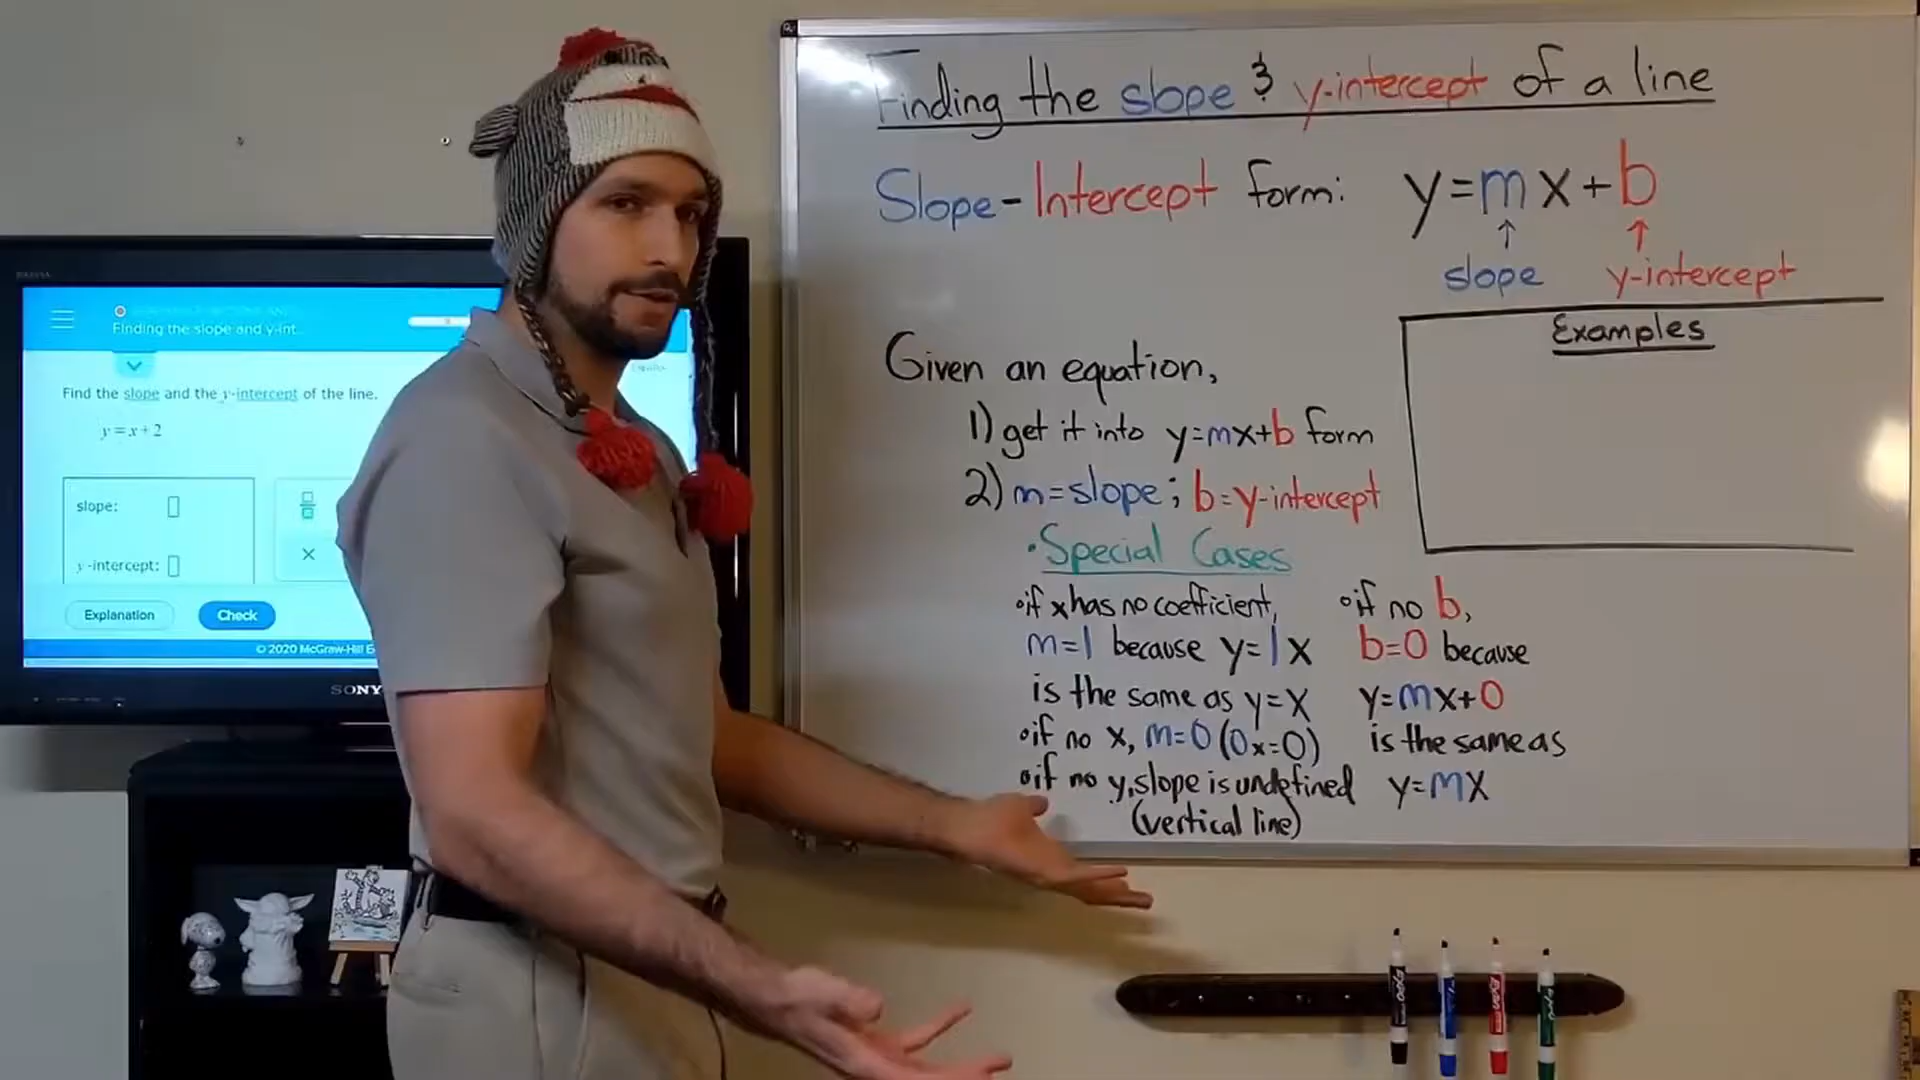 Finding the slope & y-intercept of a line
Slope-Intercept form: y=mx+b
↑ ↑
slope y-intercept
Examples
Given an equation,
1) get it into y=mx+b form
2) m=slope; b=y-intercept
• Special Cases
∘if x has no coefficient,
m=1 because y=1x
is the same as y=x
∘if no x, m=0 (0x=0)
∘if no y, slope is undefined
(vertical line)
∘if no b,
b=0 because
y=mx+0
is the same as
y=mx
Finding the slope and y-int...
Find the slope and the y-intercept of the line.
y=x+2
slope:
y-intercept:
×
Explanation
Check
© 2020 McGraw-Hill E
SONY
EXPO